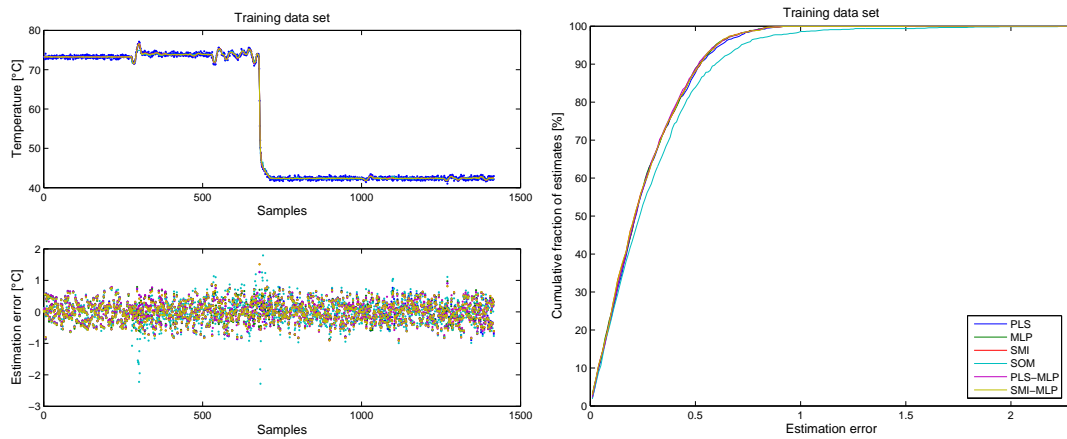 Training data set
80
70
60
50
40
0
500
1000
1500
Temperature [°C]
Samples
2
1
0
−1
−2
−3
0
500
1000
1500
Estimation error [°C]
Samples
Training data set
100
90
80
70
60
50
40
30
20
10
0
0
0.5
1
1.5
2
Cumulative fraction of estimates [%]
Estimation error
PLS
MLP
SMI
SOM
PLS−MLP
SMI−MLP